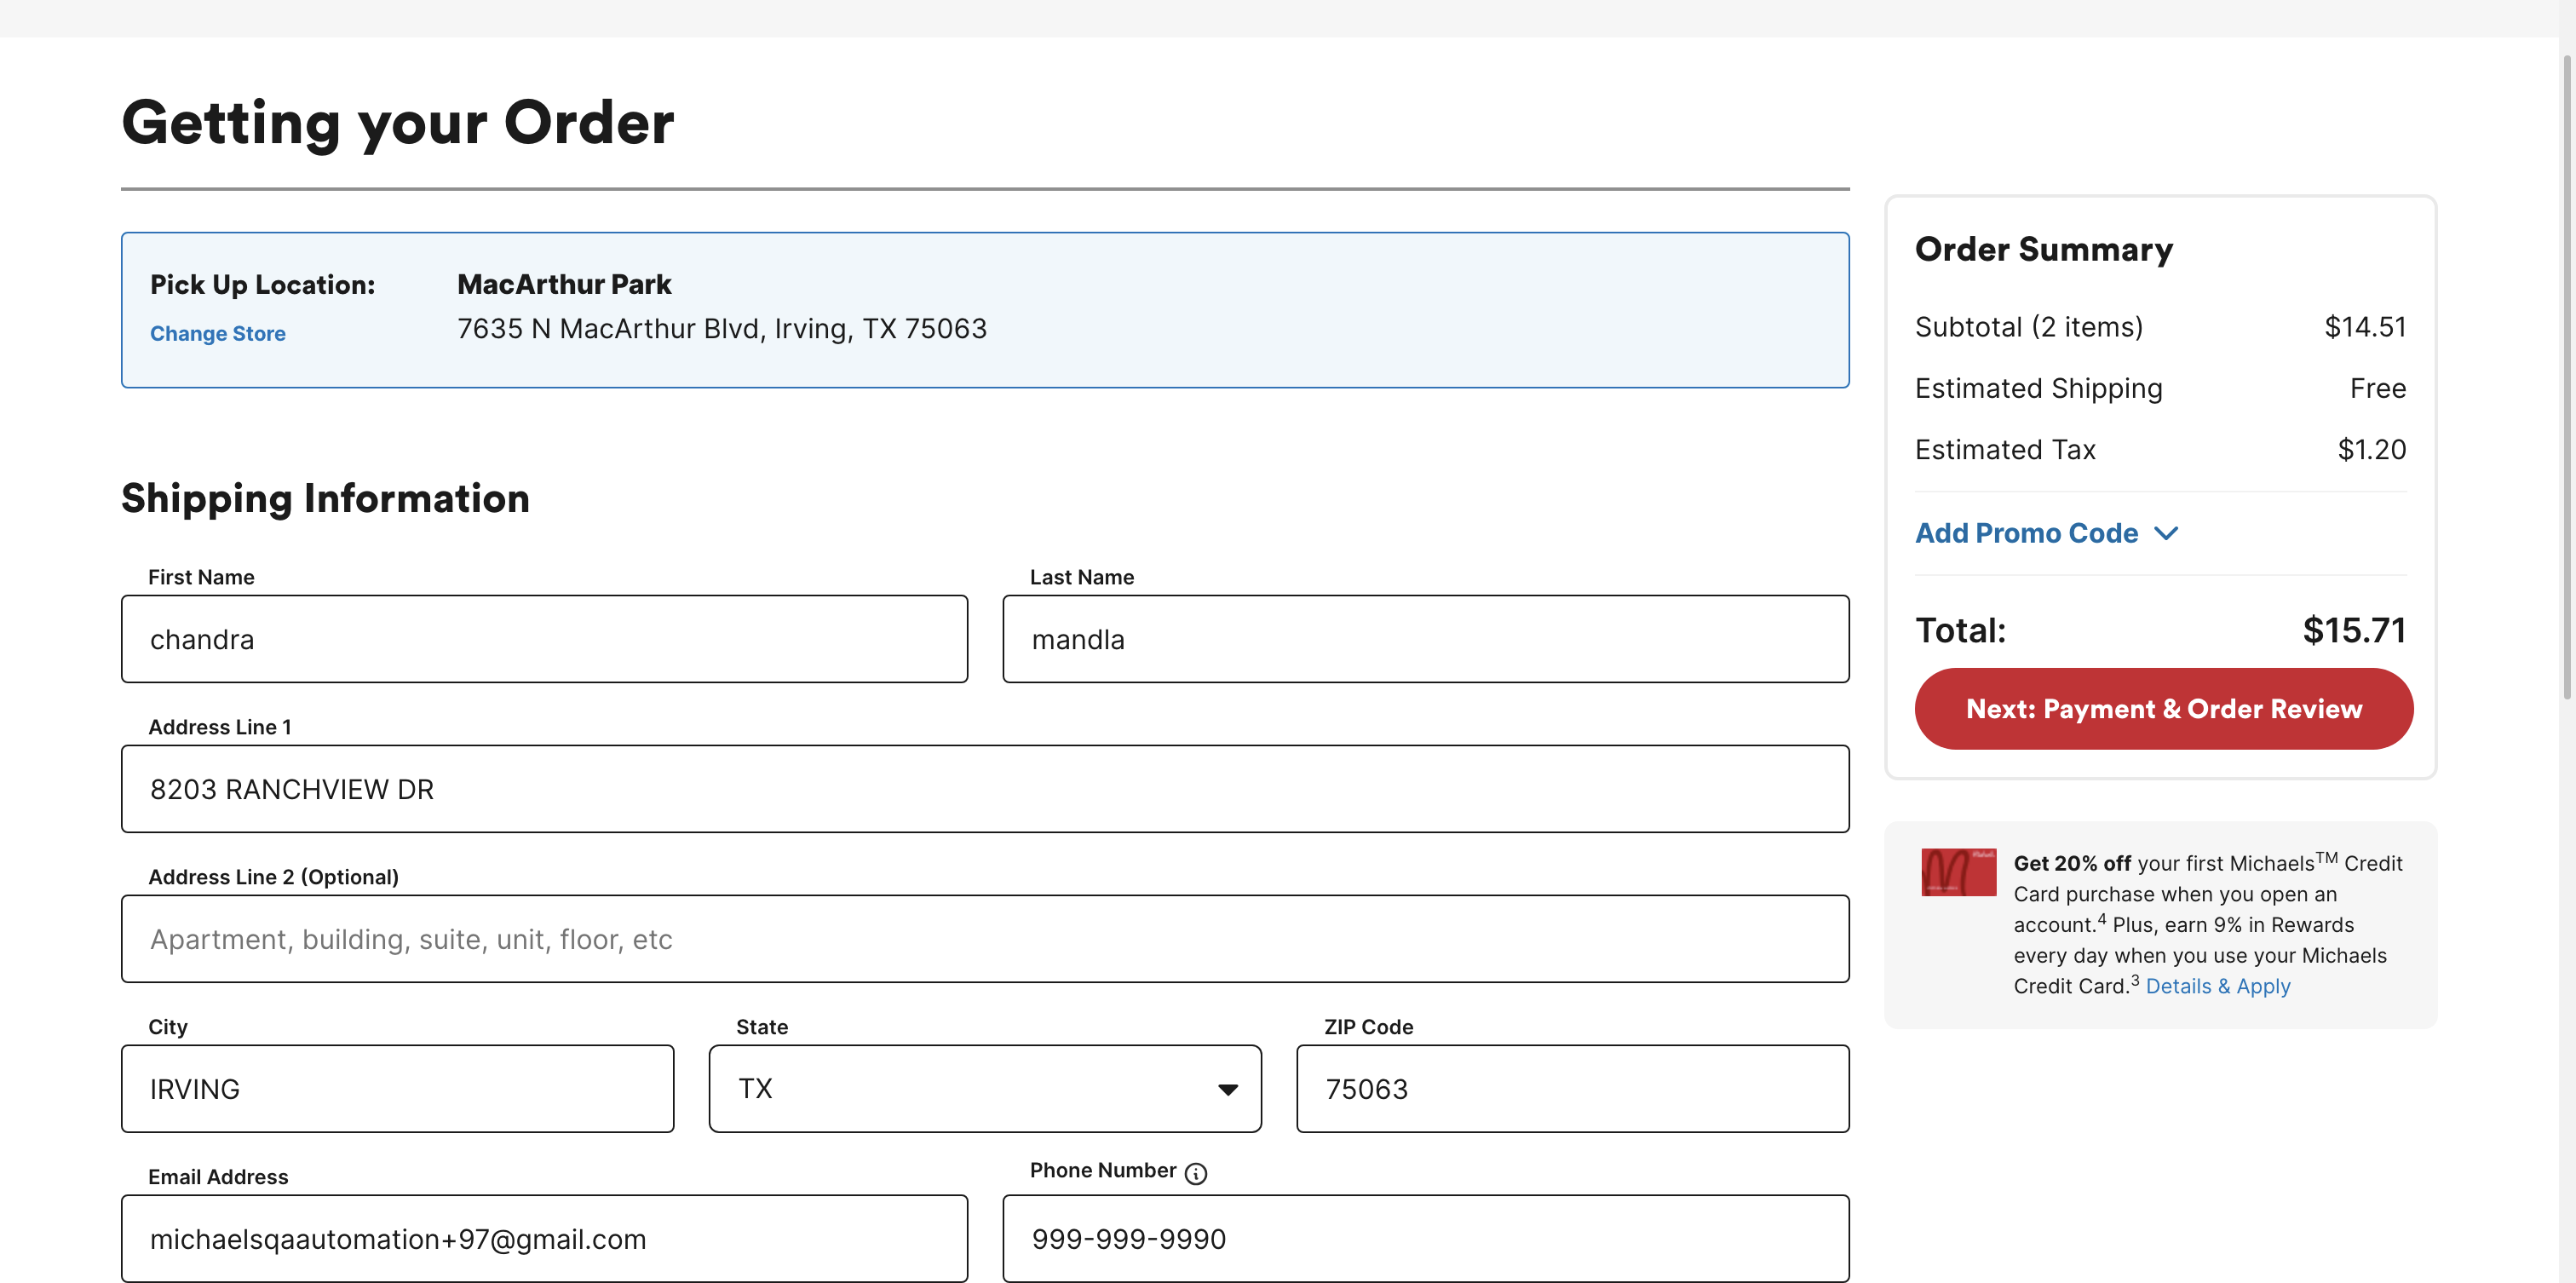 Getting your Order
Pick Up Location:
Change Store
MacArthur Park
7635 N MacArthur Blvd, Irving, TX 75063
Shipping Information
First Name
chandra
Last Name
mandla
Address Line 1
8203 RANCHVIEW DR
Address Line 2 (Optional)
Apartment, building, suite, unit, floor, etc
City
IRVING
State
TX
ZIP Code
75063
Email Address
michaelsqaautomation+97@gmail.com
Phone Number
999-999-9990
Order Summary
Subtotal (2 items) $14.51
Estimated Shipping Free
Estimated Tax $1.20
Add Promo Code
Total: $15.71
Next: Payment & Order Review
Get 20% off your first Michaels™ Credit
Card purchase when you open an
account.⁴ Plus, earn 9% in Rewards
every day when you use your Michaels
Credit Card.³ Details & Apply